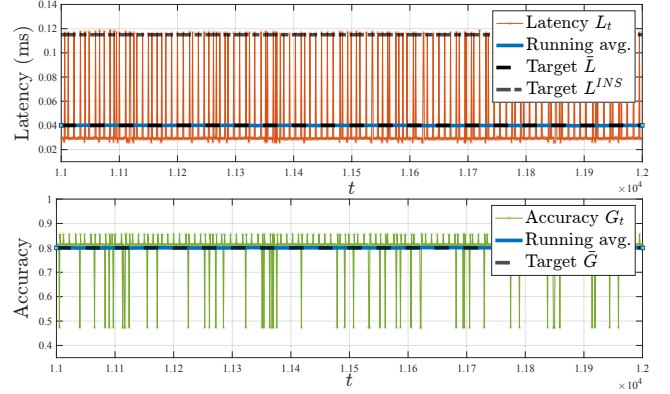 0.14
0.12
0.1
0.08
0.06
0.04
0.02
Latency (ms)
Latency L_t
Running avg.
Target L̄
Target L^{INS}
1.1 1.11 1.12 1.13 1.14 1.15 1.16 1.17 1.18 1.19 1.2
t
×10⁴
1
0.9
0.8
0.7
0.6
0.5
0.4
Accuracy
Accuracy G_t
Running avg.
Target Ḡ
1.1 1.11 1.12 1.13 1.14 1.15 1.16 1.17 1.18 1.19 1.2
t
×10⁴